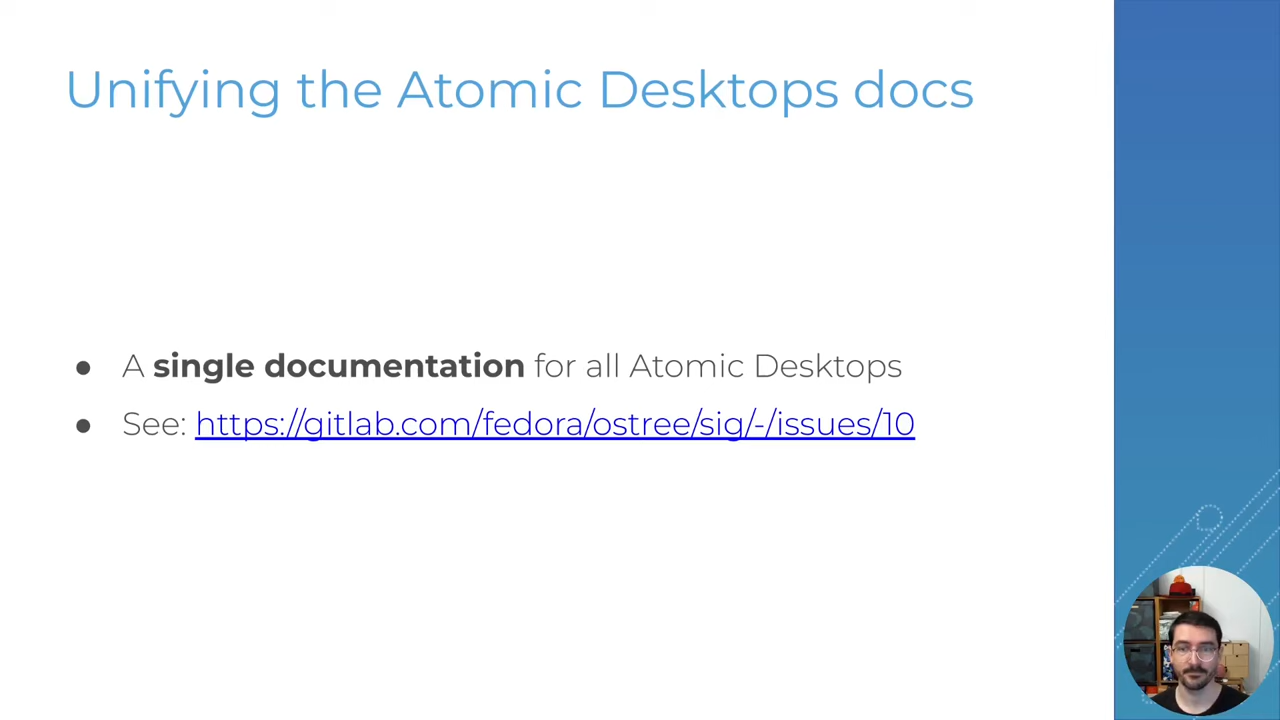 Unifying the Atomic Desktops docs
● A single documentation for all Atomic Desktops
● See: https://gitlab.com/fedora/ostree/sig/-/issues/10